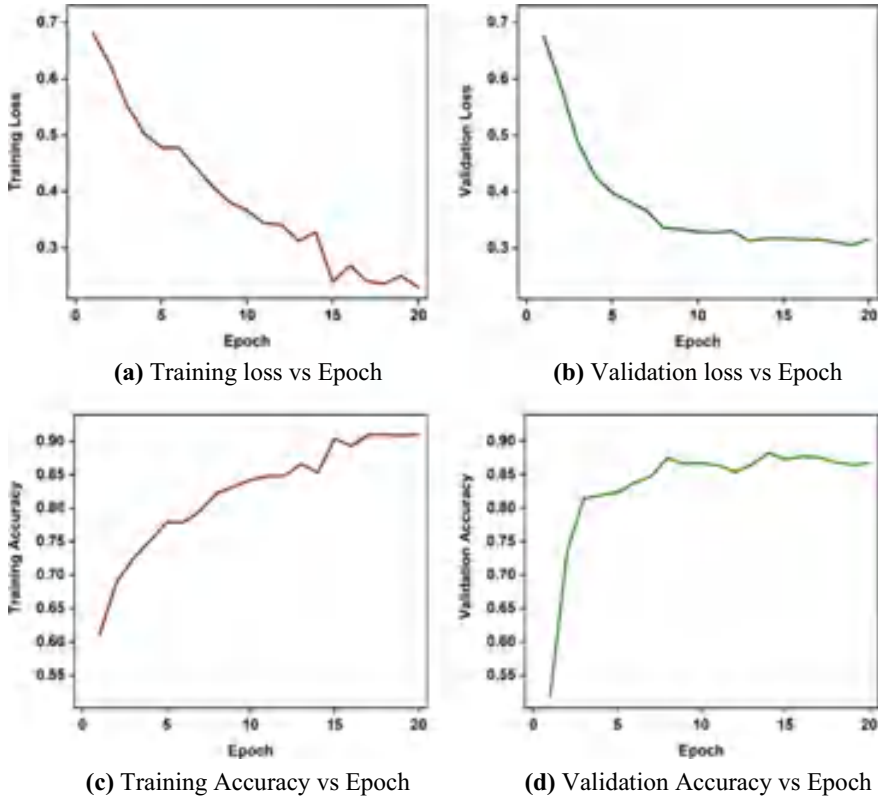 0.7
0.6
0.5
0.4
0.3
Training Loss
0 5 10 15 20
Epoch
(a) Training loss vs Epoch
0.7
0.6
0.5
0.4
0.3
Validation Loss
0 5 10 15 20
Epoch
(b) Validation loss vs Epoch
0.90
0.85
0.80
0.75
0.70
0.65
0.60
0.55
Training Accuracy
0 5 10 15 20
Epoch
(c) Training Accuracy vs Epoch
0.90
0.85
0.80
0.75
0.70
0.65
0.60
0.55
Validation Accuracy
0 5 10 15 20
Epoch
(d) Validation Accuracy vs Epoch